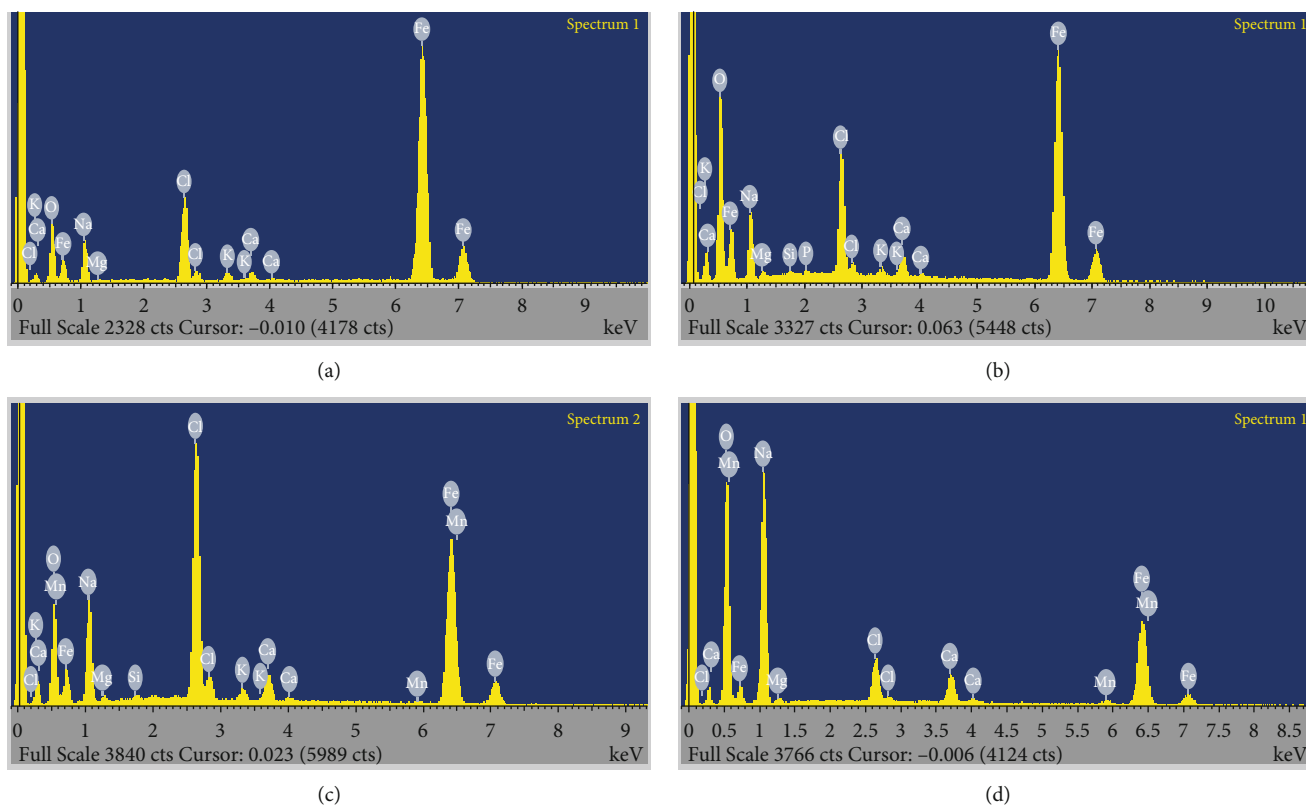 Spectrum 1
Fe
Cl
K
O
Na
Ca
Fe
Cl
Mg
Cl
K
K
Ca
Ca
Fe
0 1 2 3 4 5 6 7 8 9
Full Scale 2328 cts Cursor: –0.010 (4178 cts) keV
(a)
Spectrum 1
Fe
O
Cl
K
Cl
Na
Fe
Ca
Mg
Si
P
Cl
K
K
Ca
Ca
Fe
0 1 2 3 4 5 6 7 8 9 10
Full Scale 3327 cts Cursor: 0.063 (5448 cts) keV
(b)
Spectrum 2
Cl
Fe
Mn
O
Mn
Na
K
Ca
Fe
Cl
Mg
Si
Cl
K
K
Ca
Ca
Mn
Fe
0 1 2 3 4 5 6 7 8 9
Full Scale 3840 cts Cursor: 0.023 (5989 cts) keV
(c)
Spectrum 1
O
Mn
Na
Fe
Mn
Ca
Cl
Fe
Mg
Cl
Cl
Ca
Ca
Mn
Fe
0 0.5 1 1.5 2 2.5 3 3.5 4 4.5 5 5.5 6 6.5 7 7.5 8 8.5
Full Scale 3766 cts Cursor: –0.006 (4124 cts) keV
(d)